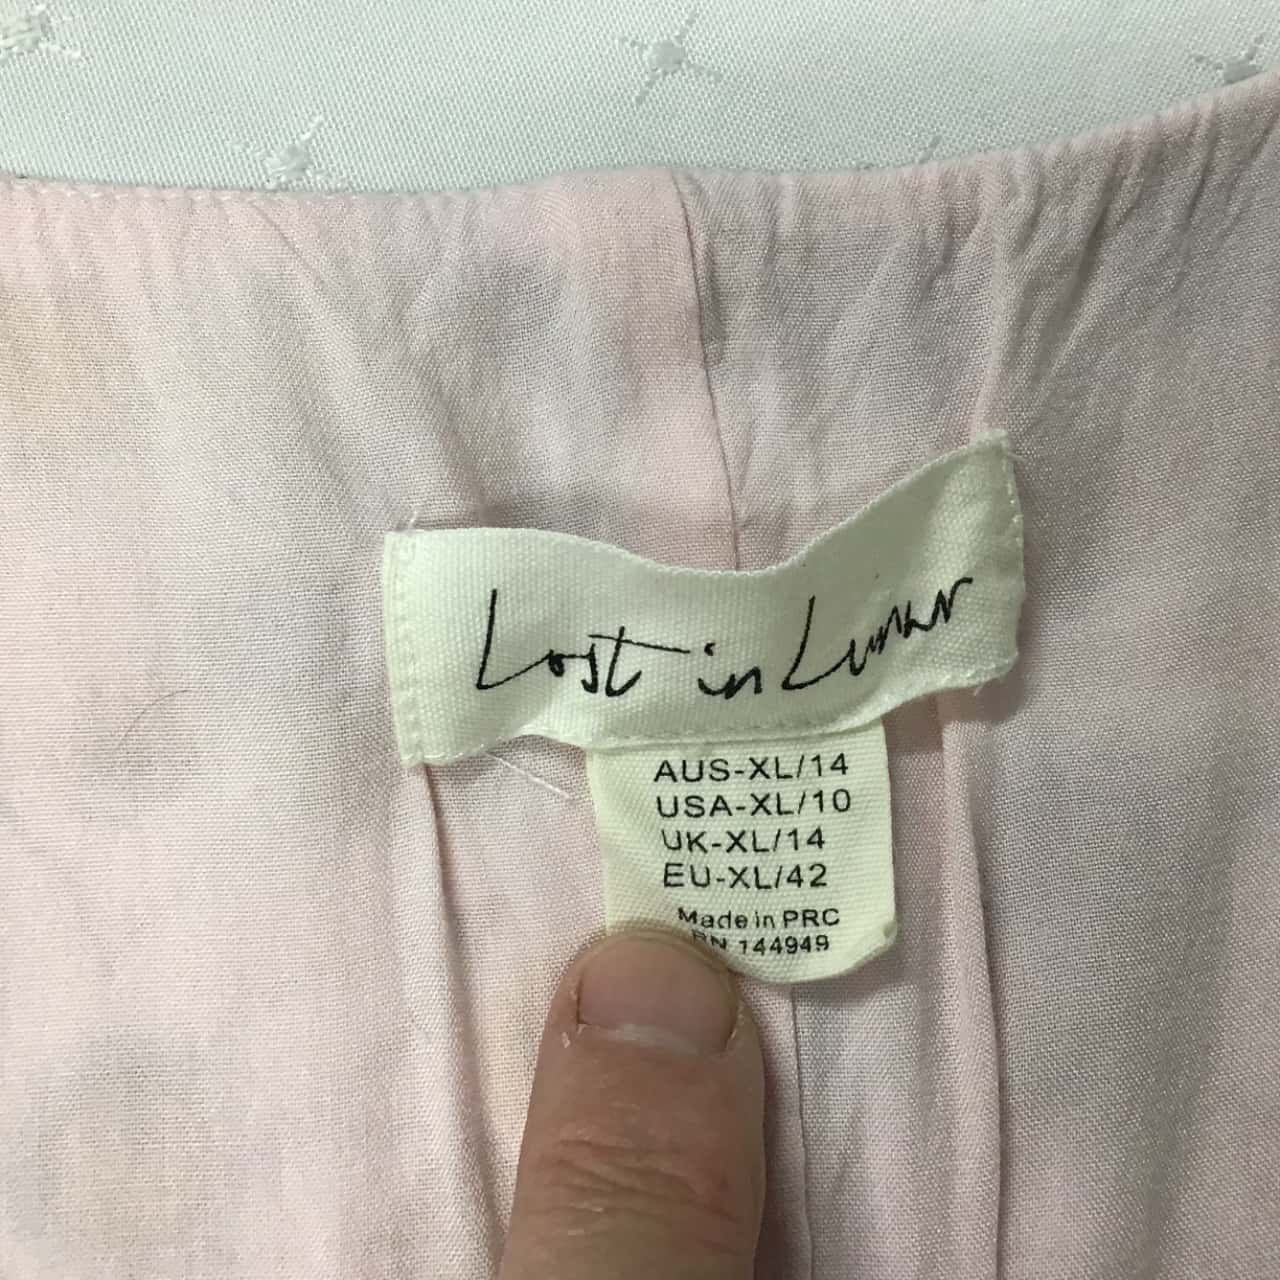 Lost in Lunar
AUS-XL/14
USA-XL/10
UK-XL/14
EU-XL/42
Made in PRC
RN 144949